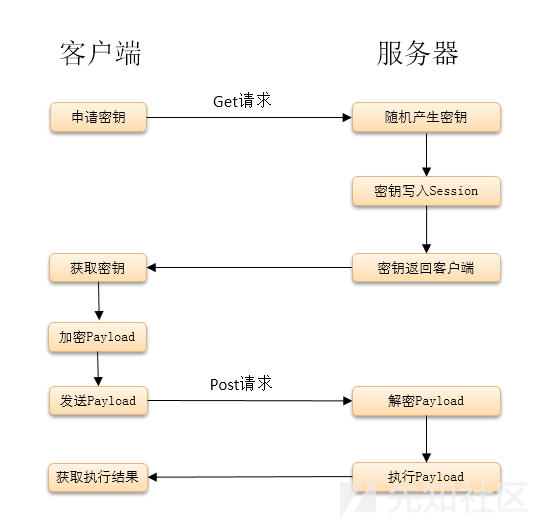 客户端 服务器
申请密钥 Get请求 随机产生密钥
密钥写入Session
获取密钥 密钥返回客户端
加密Payload
发送Payload Post请求 解密Payload
获取执行结果 执行Payload
先知社区